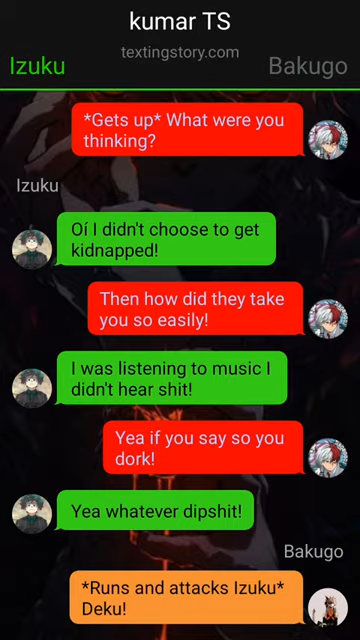 kumar TS
textingstory.com
Izuku
Bakugo
*Gets up* What were you
thinking?
Izuku
Oí I didn't choose to get
kidnapped!
Then how did they take
you so easily!
I was listening to music I
didn't hear shit!
Yea if you say so you
dork!
Yea whatever dipshit!
Bakugo
*Runs and attacks Izuku*
Deku!